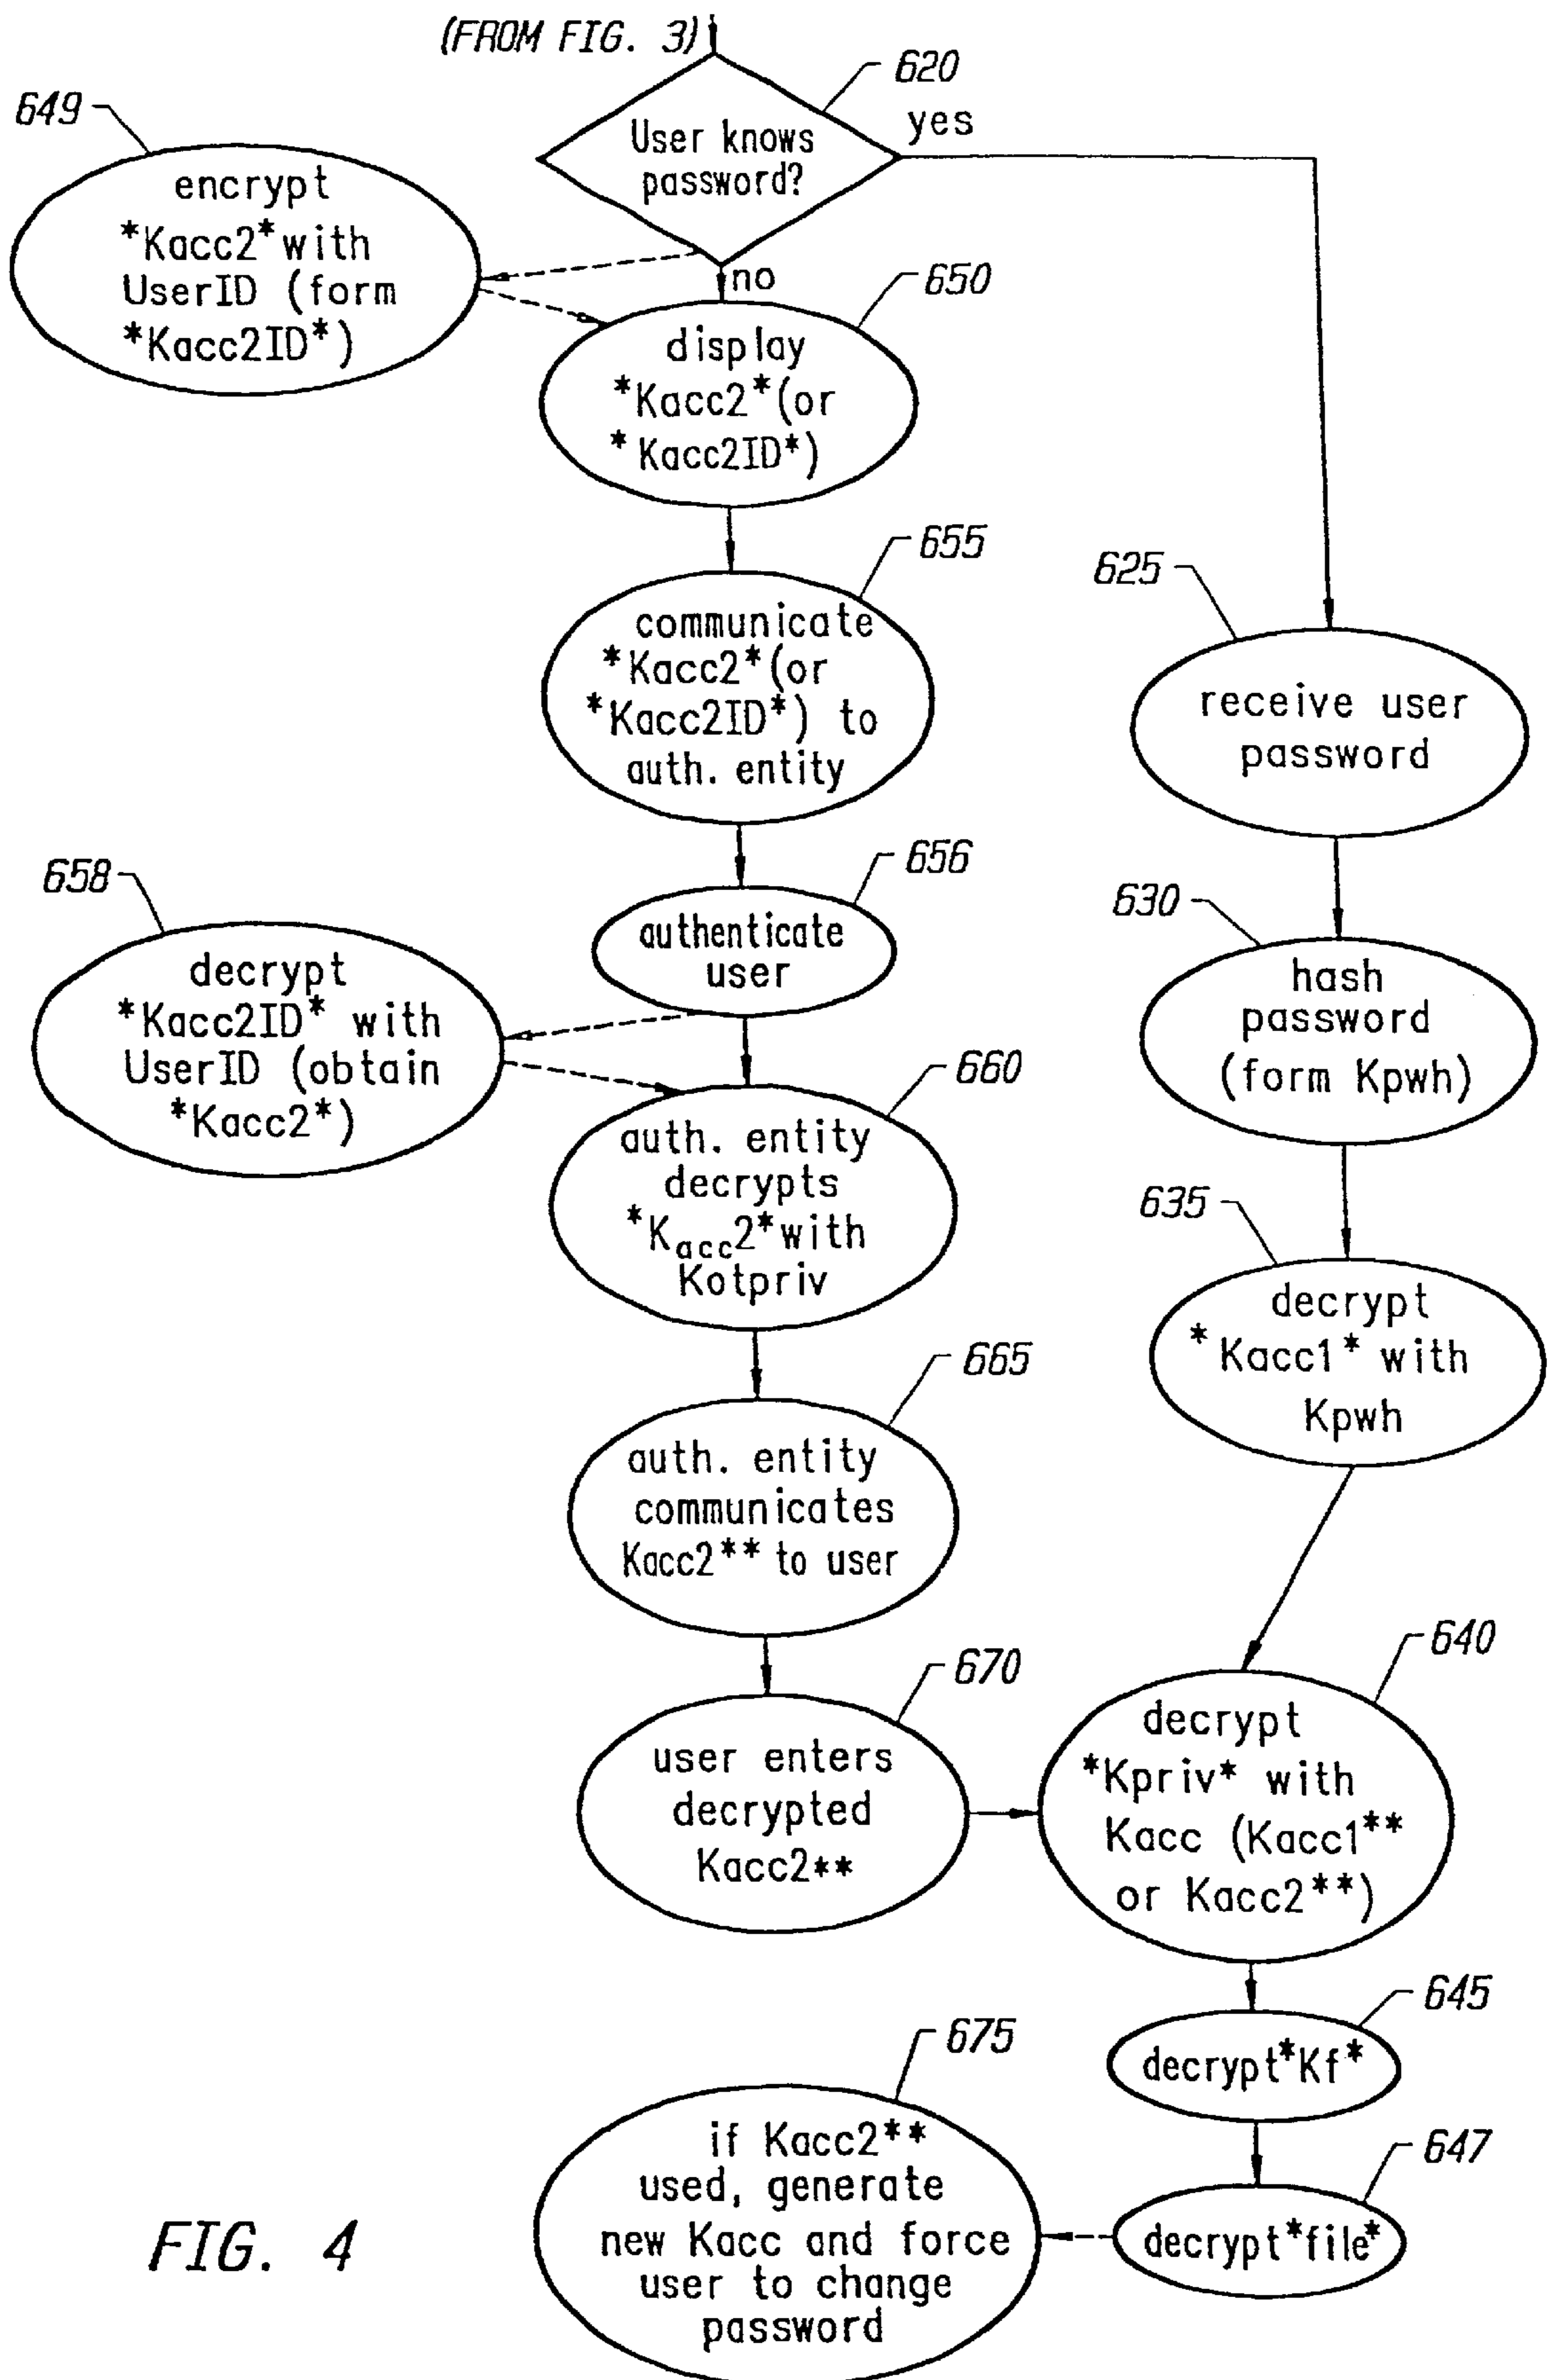 (FROM FIG. 3)
620
User knows
password?
yes
no
649
encrypt
*Kacc2* with
UserID (form
*Kacc2ID*)
650
display
*Kacc2* (or
*Kacc2ID*)
655
communicate
*Kacc2* (or
*Kacc2ID*) to
auth. entity
656
authenticate
user
658
decrypt
*Kacc2ID* with
UserID (obtain
*Kacc2*)
660
auth. entity
decrypts
*Kacc2* with
Kotpriv
665
auth. entity
communicates
Kacc2** to user
670
user enters
decrypted
Kacc2**
625
receive user
password
630
hash
password
(form Kpwh)
635
decrypt
*Kacc1* with
Kpwh
640
decrypt
*Kpriv* with
Kacc (Kacc1**
or Kacc2**)
645
decrypt *Kf*
647
decrypt *file*
675
if Kacc2**
used, generate
new Kacc and force
user to change
password
FIG. 4